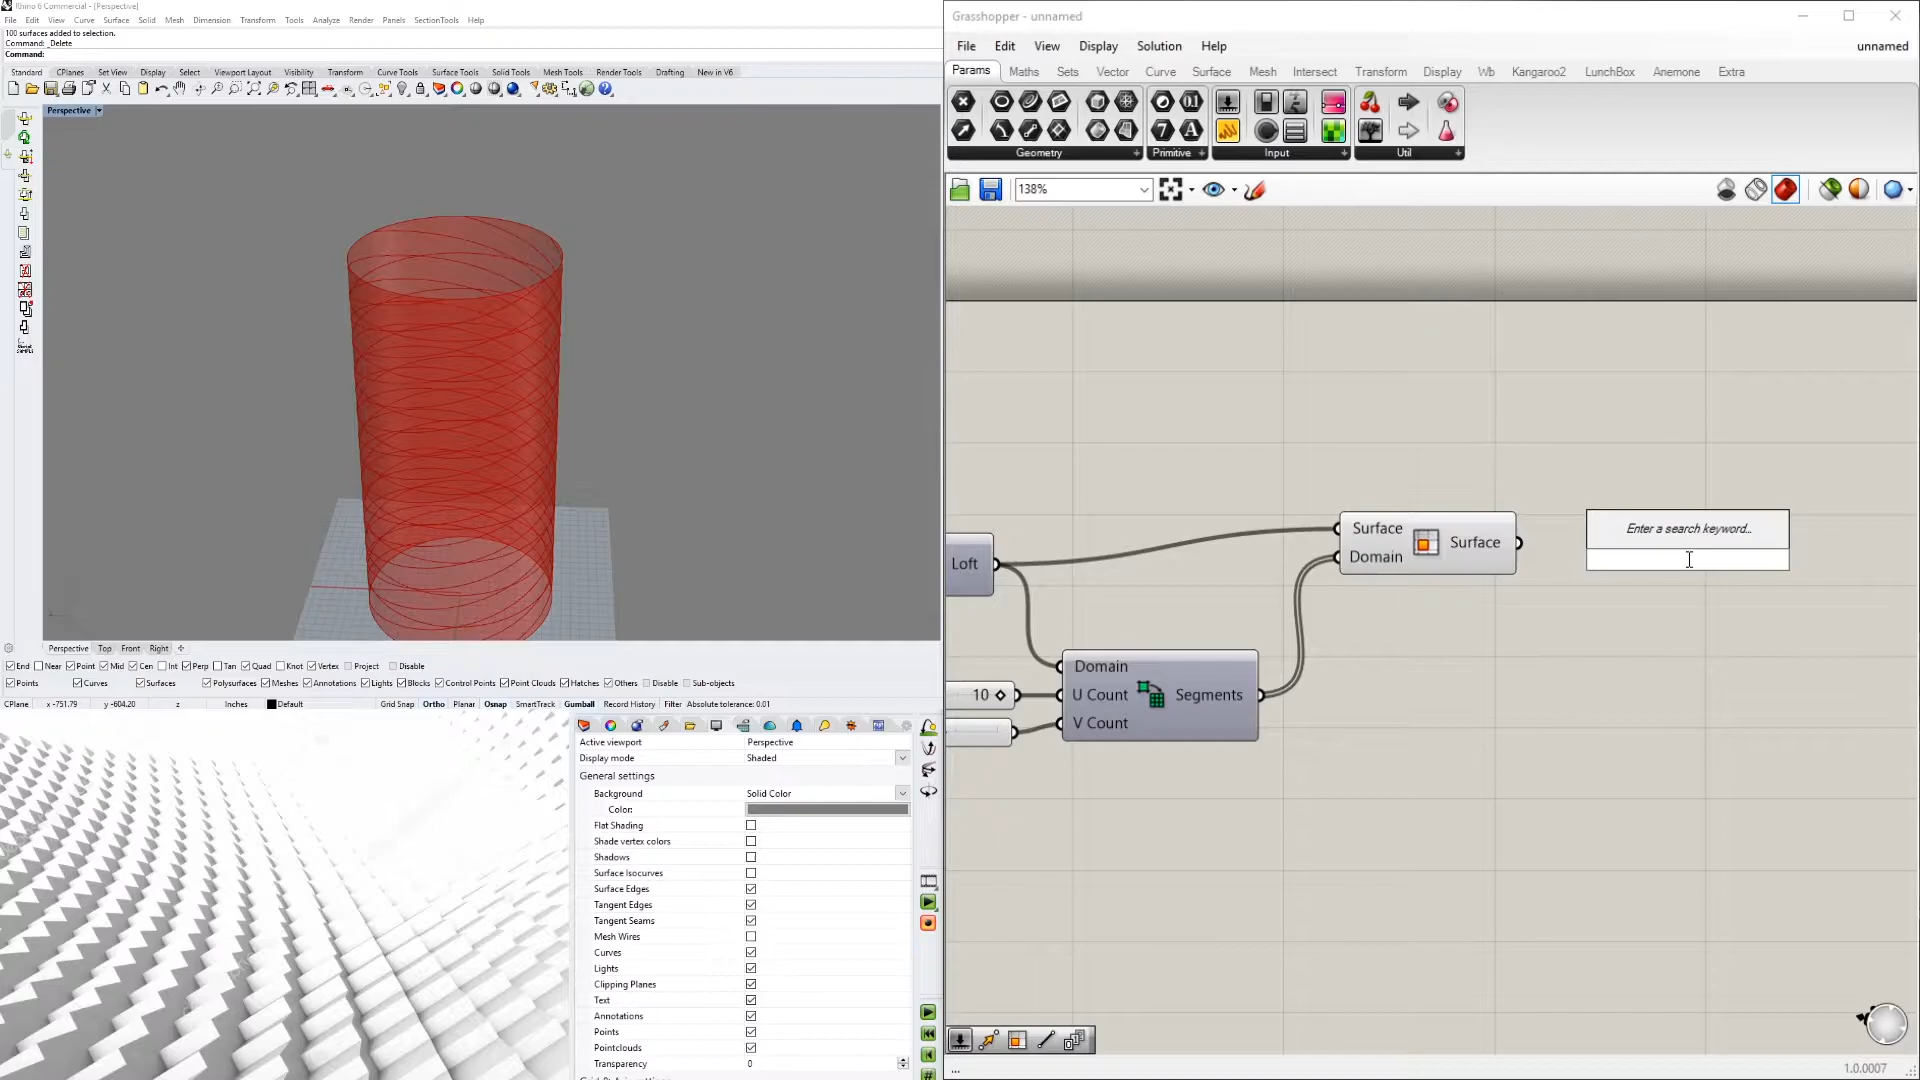 Rhino 6 Commercial - [Perspective]
File Edit View Curve Surface Solid Mesh Dimension Transform Tools Analyze Render Panels SectionTools Help
100 surfaces added to selection.
Command: _Delete
Command:
Standard CPlanes Set View Display Select Viewport Layout Visibility Transform Curve Tools Surface Tools Solid Tools Mesh Tools Render Tools Drafting New in V6
Perspective
Perspective Top Front Right
End Near Point Mid Cen Int Perp Tan Quad Knot Vertex Project Disable
Points Curves Surfaces Polysurfaces Meshes Annotations Lights Blocks Control Points Point Clouds Hatches Others Disable Sub-objects
CPlane x -751.79 y -604.20 z Inches Default Grid Snap Ortho Planar Osnap SmartTrack Gumball Record History Filter Absolute tolerance: 0.01
Active viewport Perspective
Display mode Shaded
General settings
Background Solid Color
Color:
Flat Shading
Shade vertex colors
Shadows
Surface Isocurves
Surface Edges
Tangent Edges
Tangent Seams
Mesh Wires
Curves
Lights
Clipping Planes
Text
Annotations
Points
Pointclouds
Transparency 0
Grasshopper - unnamed
File Edit View Display Solution Help unnamed
Params Maths Sets Vector Curve Surface Mesh Intersect Transform Display Wb Kangaroo2 LunchBox Anemone Extra
Geometry Primitive Input Util
138%
Loft
Surface
Domain
Surface
Enter a search keyword...
Domain
U Count
V Count
Segments
10
...
1.0.0007